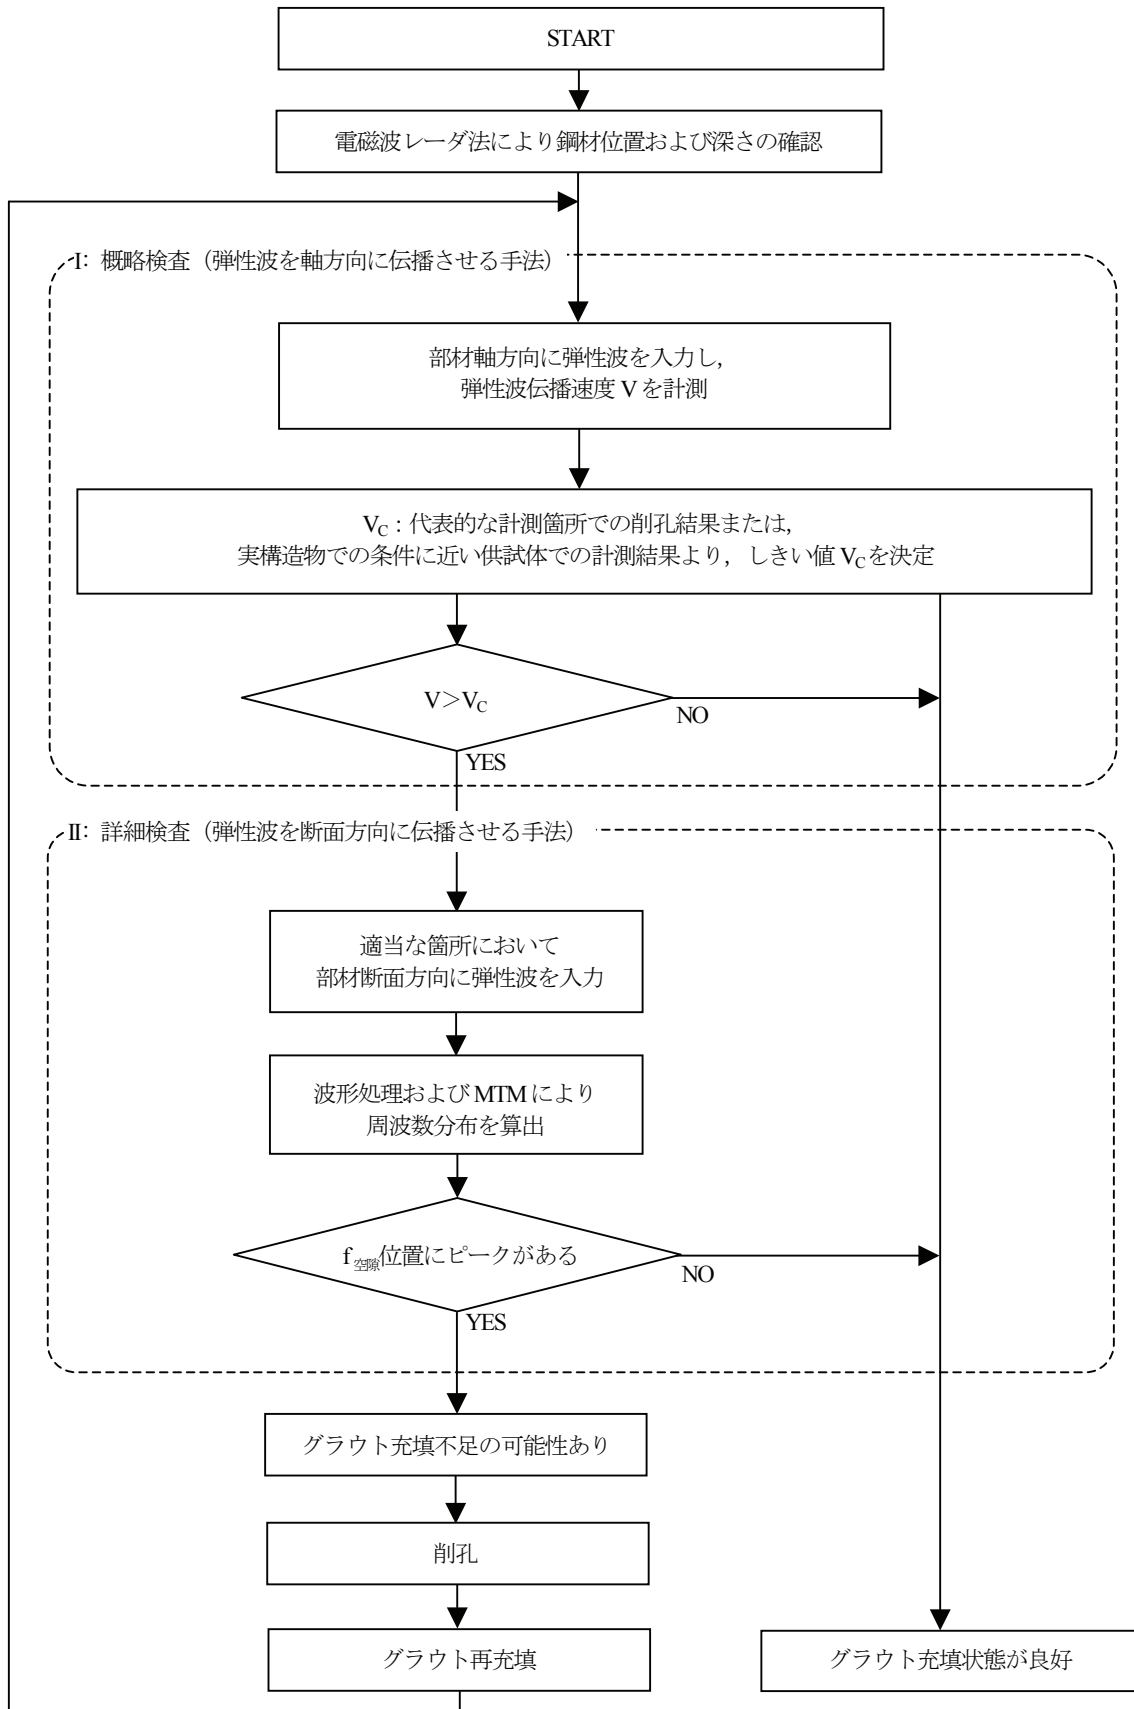 START
電磁波レーダ法により鋼材位置および深さの確認
I: 概略検査（弾性波を軸方向に伝播させる手法）
部材軸方向に弾性波を入力し，
弾性波伝播速度 V を計測
VC：代表的な計測箇所での削孔結果または，
実構造物での条件に近い供試体での計測結果より，しきい値 VCを決定
V＞VC
NO
YES
II: 詳細検査（弾性波を断面方向に伝播させる手法）
適当な箇所において
部材断面方向に弾性波を入力
波形処理および MTM により
周波数分布を算出
f 空隙位置にピークがある
NO
YES
グラウト充填不足の可能性あり
削孔
グラウト再充填
グラウト充填状態が良好